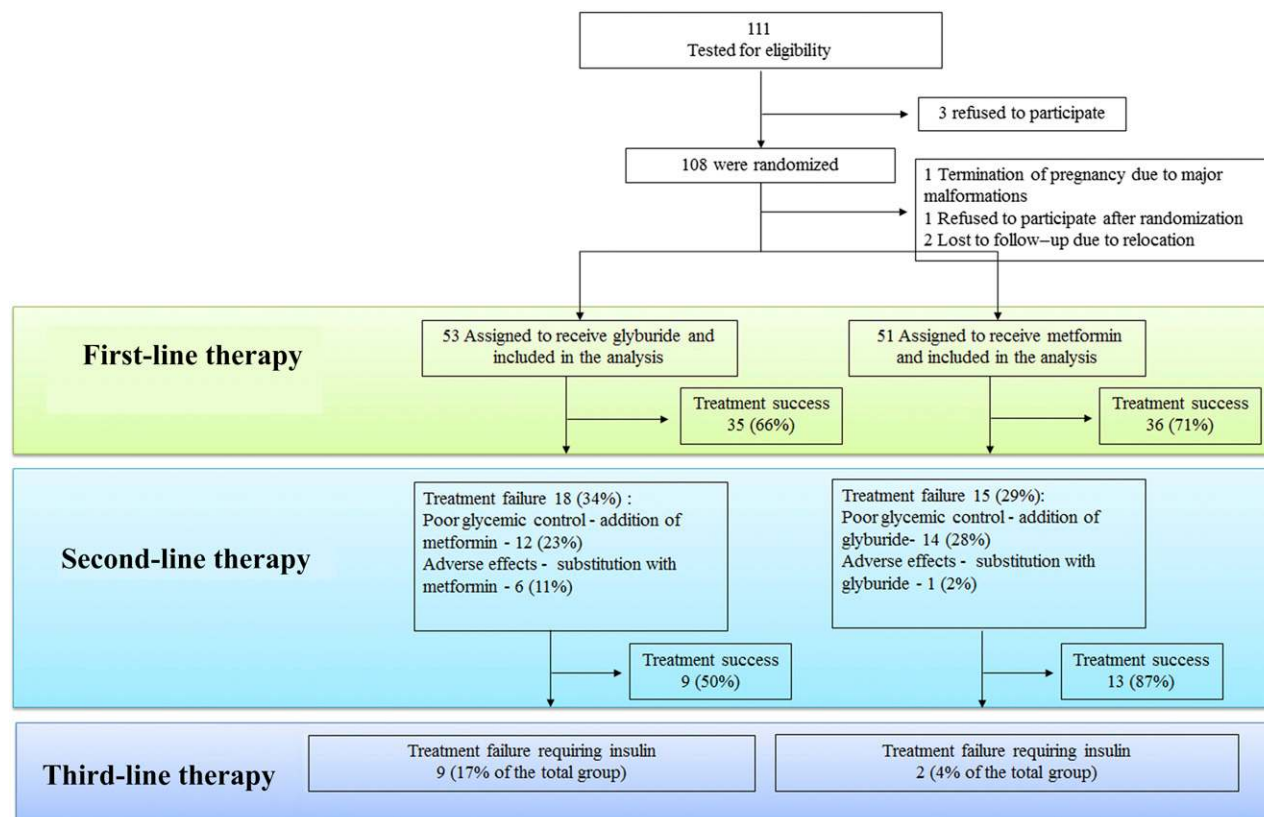 111
Tested for eligibility
3 refused to participate
108 were randomized
1 Termination of pregnancy due to major
malformations
1 Refused to participate after randomization
2 Lost to follow–up due to relocation
First-line therapy
53 Assigned to receive glyburide and
included in the analysis
51 Assigned to receive metformin
and included in the analysis
Treatment success
35 (66%)
Treatment success
36 (71%)
Second-line therapy
Treatment failure 18 (34%) :
Poor glycemic control - addition of
metformin - 12 (23%)
Adverse effects - substitution with
metformin - 6 (11%)
Treatment failure 15 (29%):
Poor glycemic control - addition of
glyburide- 14 (28%)
Adverse effects - substitution with
glyburide - 1 (2%)
Treatment success
9 (50%)
Treatment success
13 (87%)
Third-line therapy
Treatment failure requiring insulin
9 (17% of the total group)
Treatment failure requiring insulin
2 (4% of the total group)